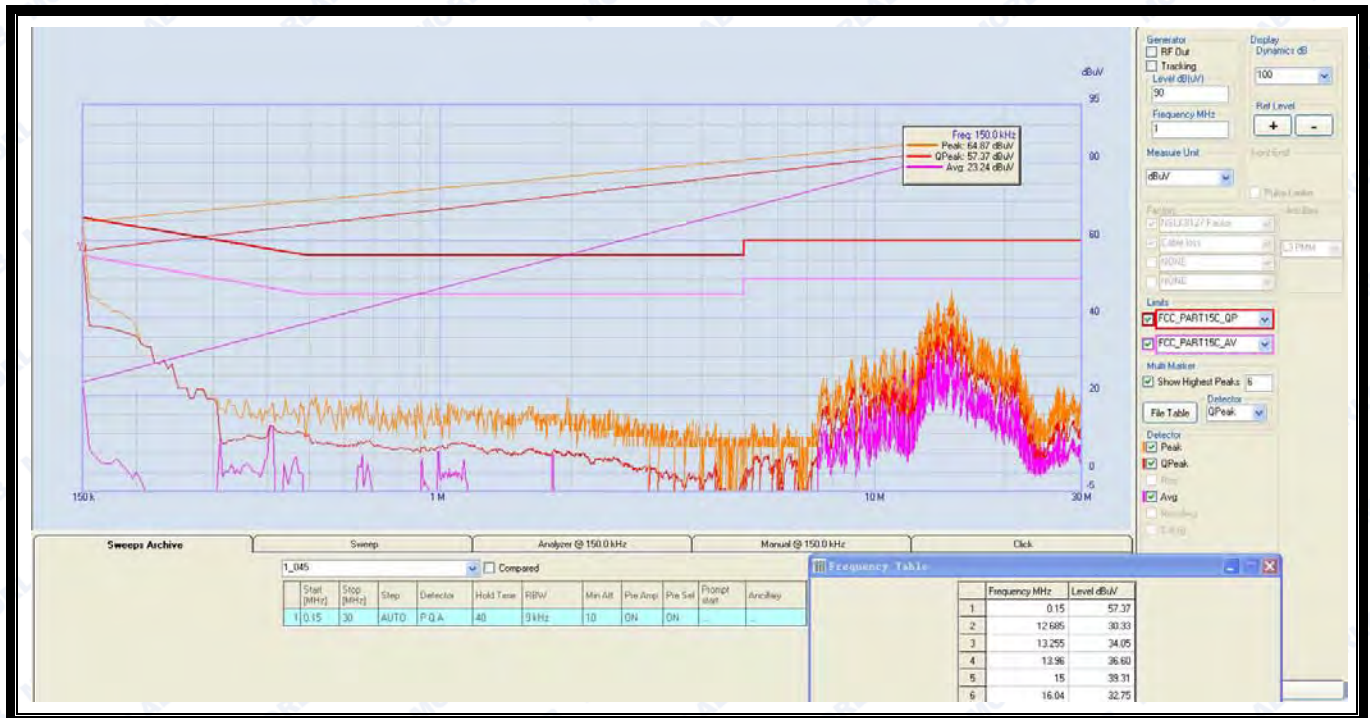 dBuV
95
80
60
40
20
0
-5
150 k
1 M
10 M
30 M
Freq: 150.0 kHz
Peak: 64.87 dBuV
QPeak: 57.37 dBuV
Avg: 23.24 dBuV
Generator
RF Out
Tracking
Level dB(uV)
90
Frequency MHz
1
Display
Dynamics dB
100
Ref Level
+ -
Measure Unit
dBuV
Cable loss
NONE
NONE
Limits
FCC_PART15C_QP
FCC_PART15C_AV
Multi Marker
Show Highest Peaks 6
File Table
Detector
QPeak
Detector
Peak
QPeak
Avg
Sweeps Archive Sweep Analyzer @ 150.0 kHz Manual @ 150.0 kHz Click
1_045 Compared
Start [MHz] Stop [MHz] Step Detector Hold Time RBW Min Att Pre Amp Pre Sel Prompt start Ancillary
1 0.15 30 AUTO P Q A 40 9 kHz 10 ON ON ... ...
Frequency Table
Frequency MHz Level dBuV
1 0.15 57.37
2 12.685 30.33
3 13.255 34.05
4 13.96 36.60
5 15 39.31
6 16.04 32.75